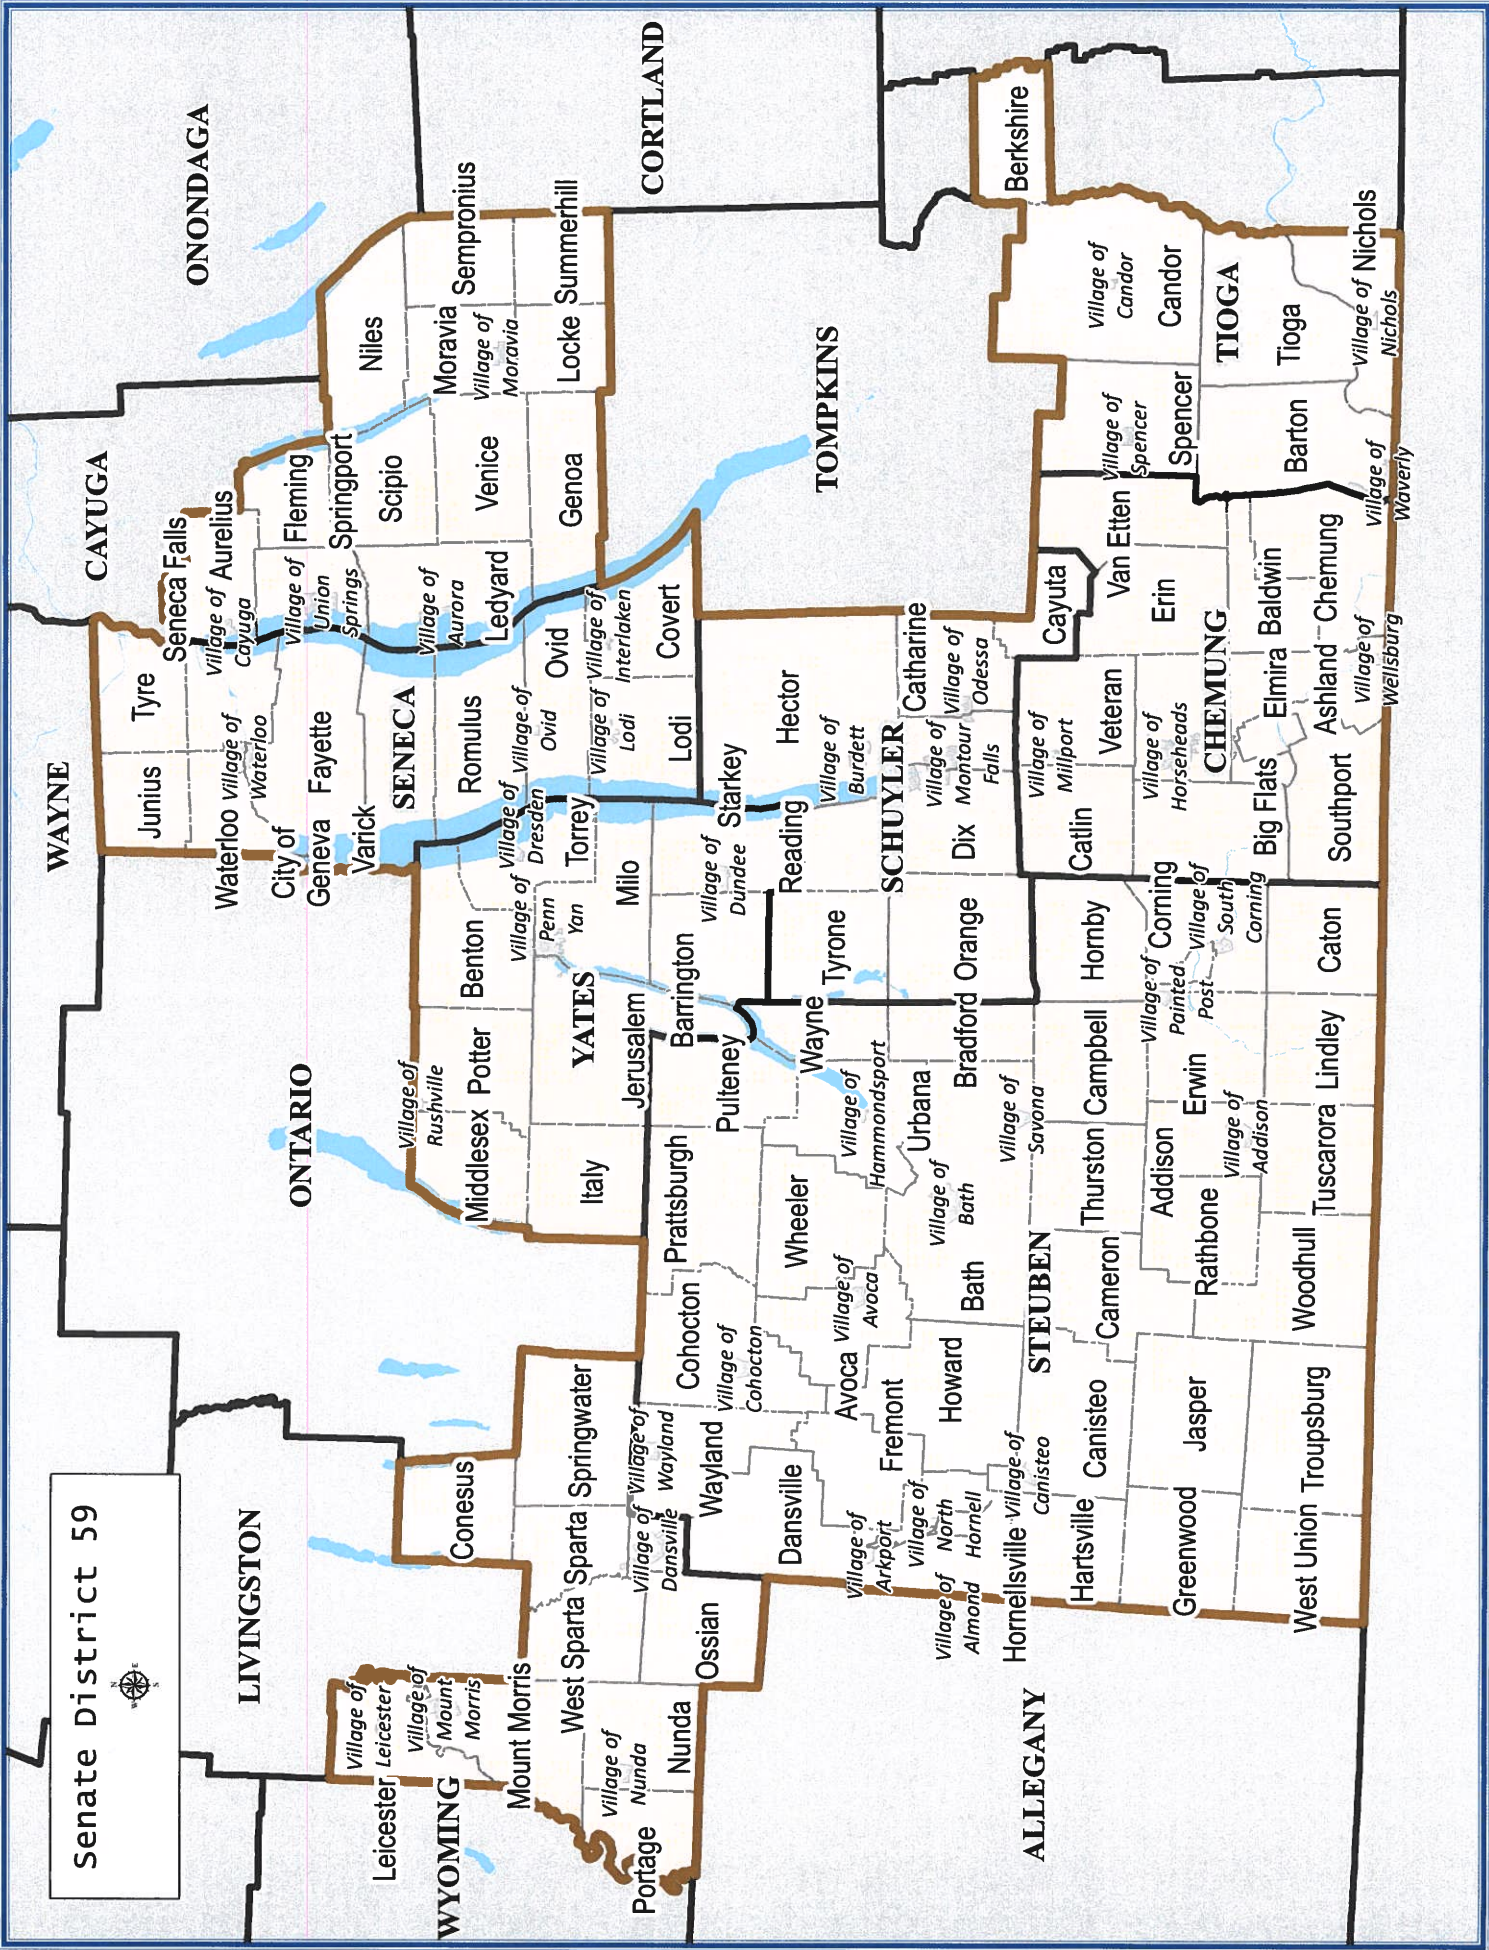 Senate District 59
N
W E
S
WAYNE
CAYUGA
ONONDAGA
CORTLAND
TOMPKINS
ONTARIO
LIVINGSTON
WYOMING
ALLEGANY
SENECA
YATES
SCHUYLER
STEUBEN
CHEMUNG
TIOGA
Leicester
Village of
Leicester
Village of
Mount
Morris
Mount Morris
Portage
Village of
Nunda
Nunda
West Sparta
Ossian
Conesus
Sparta
Springwater
Village of
Dansville
Village of
Wayland
Wayland
Cohocton
Village of
Cohocton
Prattsburgh
Pulteney
Dansville
Wheeler
Avoca
Village of
Avoca
Fremont
Howard
Village of
Arkport
Village of
North
Hornell
Village of
Almond
Hornellsville
Village of
Canisteo
Canisteo
Hartsville
Greenwood
Jasper
West Union
Troupsburg
Bath
Village of
Bath
Village of
Hammondsport
Urbana
Wayne
Bradford
Village of
Savona
Cameron
Thurston
Campbell
Hornby
Addison
Rathbone
Village of
Addison
Erwin
Village of
Painted
Post
Corning
Village of
South
Corning
Woodhull
Tuscarora
Lindley
Caton
Middlesex
Potter
Village of
Rushville
Benton
Italy
Jerusalem
Village of
Penn
Yan
Milo
Torrey
Village of
Dresden
Barrington
Village of
Dundee
Starkey
Junius
Tyre
Waterloo
Village of
Waterloo
Seneca Falls
City of
Geneva
Fayette
Varick
Romulus
Village of
Ovid
Ovid
Village of
Lodi
Lodi
Village of
Interlaken
Covert
Village of
Cayuga
Aurelius
Village of
Union
Springs
Springport
Fleming
Scipio
Village of
Aurora
Ledyard
Venice
Genoa
Niles
Moravia
Village of
Moravia
Sempronius
Locke
Summerhill
Tyrone
Reading
Hector
Village of
Burdett
Orange
Dix
Village of
Montour
Falls
Village of
Odessa
Catharine
Cayuta
Catlin
Village of
Millport
Veteran
Van Etten
Erin
Village of
Horseheads
Big Flats
Elmira
Baldwin
Southport
Ashland
Chemung
Village of
Wellsburg
Village of
Spencer
Spencer
Village of
Candor
Candor
Berkshire
Barton
Tioga
Village of
Waverly
Village of
Nichols
Nichols